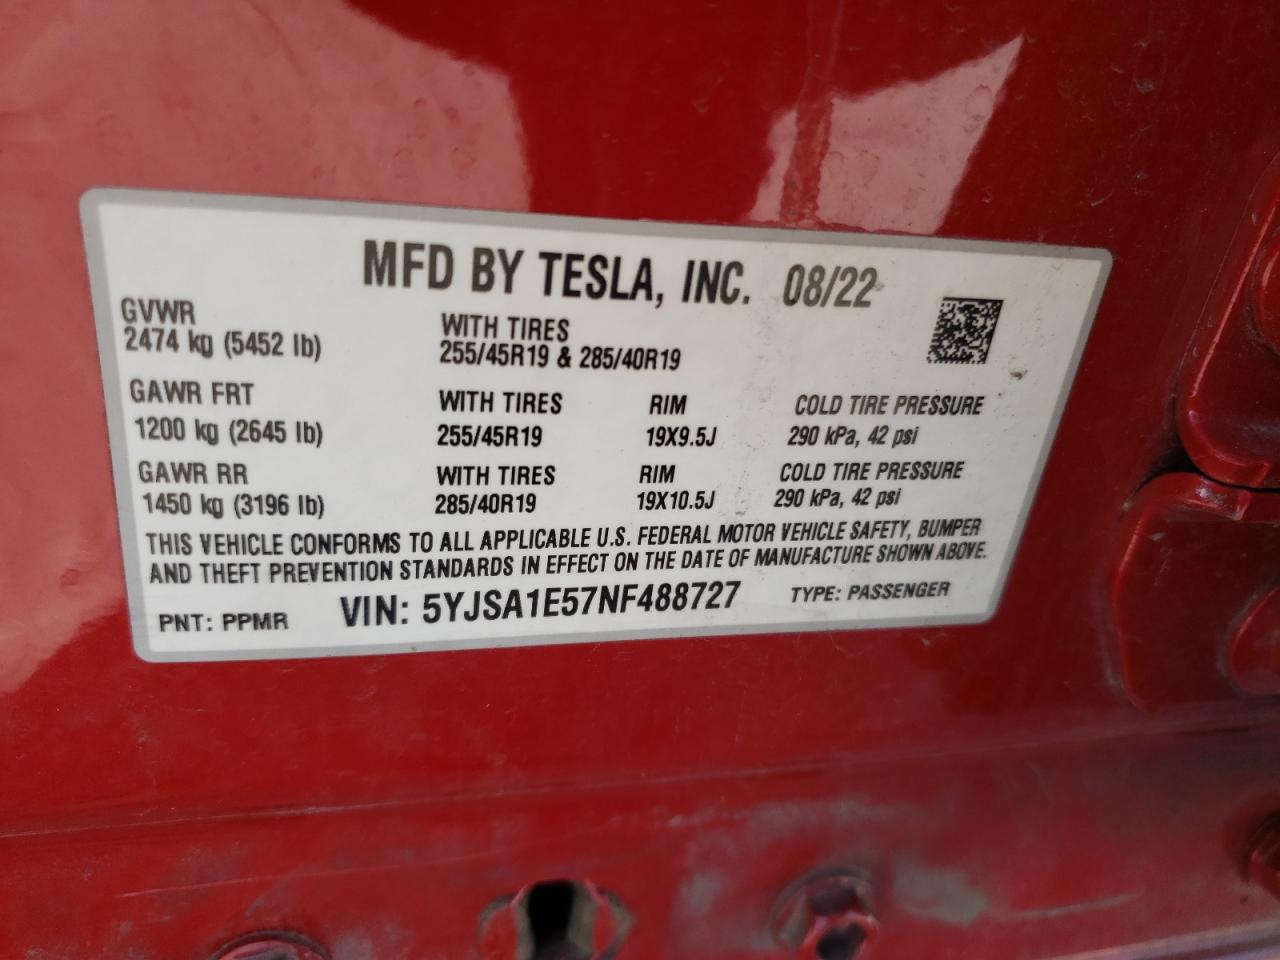 MFD BY TESLA, INC. 08/22
GVWR
2474 kg (5452 lb)
WITH TIRES
255/45R19 & 285/40R19
GAWR FRT WITH TIRES RIM COLD TIRE PRESSURE
1200 kg (2645 lb) 255/45R19 19X9.5J 290 kPa, 42 psi
GAWR RR WITH TIRES RIM COLD TIRE PRESSURE
1450 kg (3196 lb) 285/40R19 19X10.5J 290 kPa, 42 psi
THIS VEHICLE CONFORMS TO ALL APPLICABLE U.S. FEDERAL MOTOR VEHICLE SAFETY, BUMPER
AND THEFT PREVENTION STANDARDS IN EFFECT ON THE DATE OF MANUFACTURE SHOWN ABOVE.
PNT: PPMR VIN: 5YJSA1E57NF488727 TYPE: PASSENGER